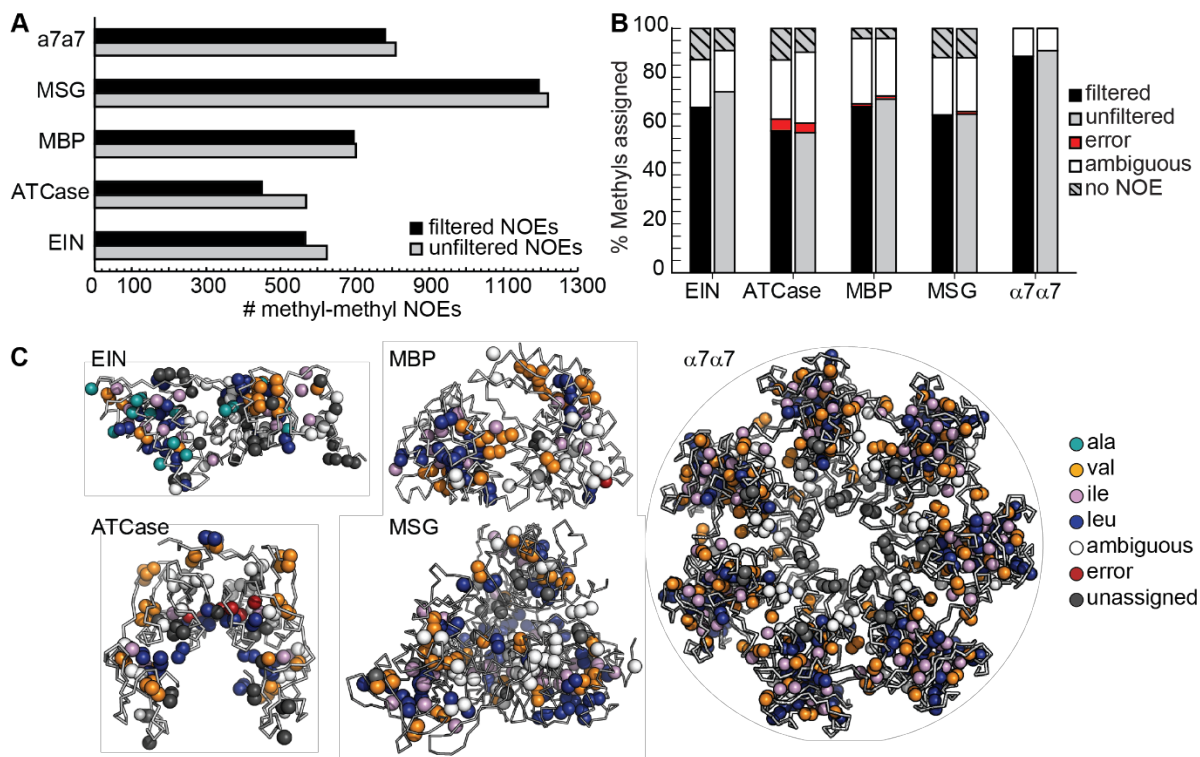 A
a7a7
MSG
MBP
ATCase
EIN
filtered NOEs
unfiltered NOEs
0 100 300 500 700 900 1100 1300
# methyl-methyl NOEs
B
% Methyls assigned
100
80
60
40
20
0
EIN ATCase MBP MSG α7α7
filtered
unfiltered
error
ambiguous
no NOE
C
EIN
MBP
α7α7
ATCase
MSG
ala
val
ile
leu
ambiguous
error
unassigned